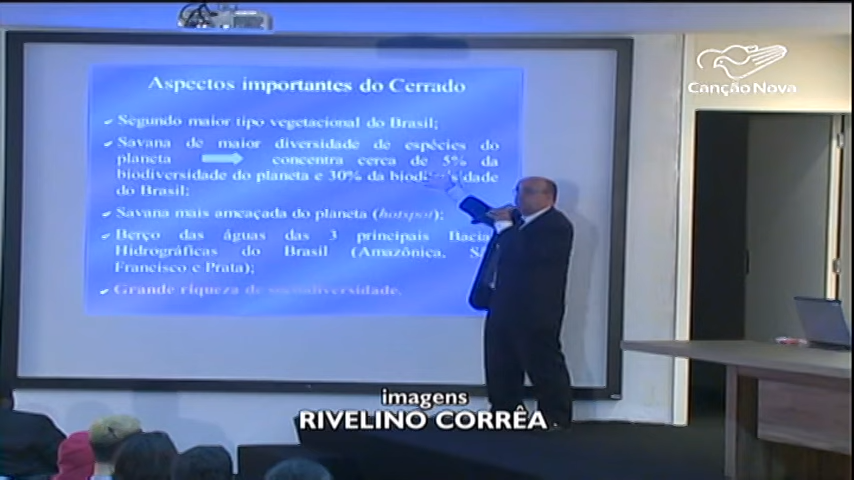 Canção Nova
Aspectos importantes do Cerrado
Segundo maior tipo vegetacional do Brasil;
Savana de maior diversidade de espécies do
planeta concentra cerca de 5% da
biodiversidade do planeta e 30% da biodiversidade
do Brasil;
Savana mais ameaçada do planeta (hotspot);
Berço das águas das 3 principais
Hidrográficas do Brasil (Amazônica,
Francisco e Prata);
Grande riqueza de sociodiversidade.
imagens
RIVELINO CORRÊA